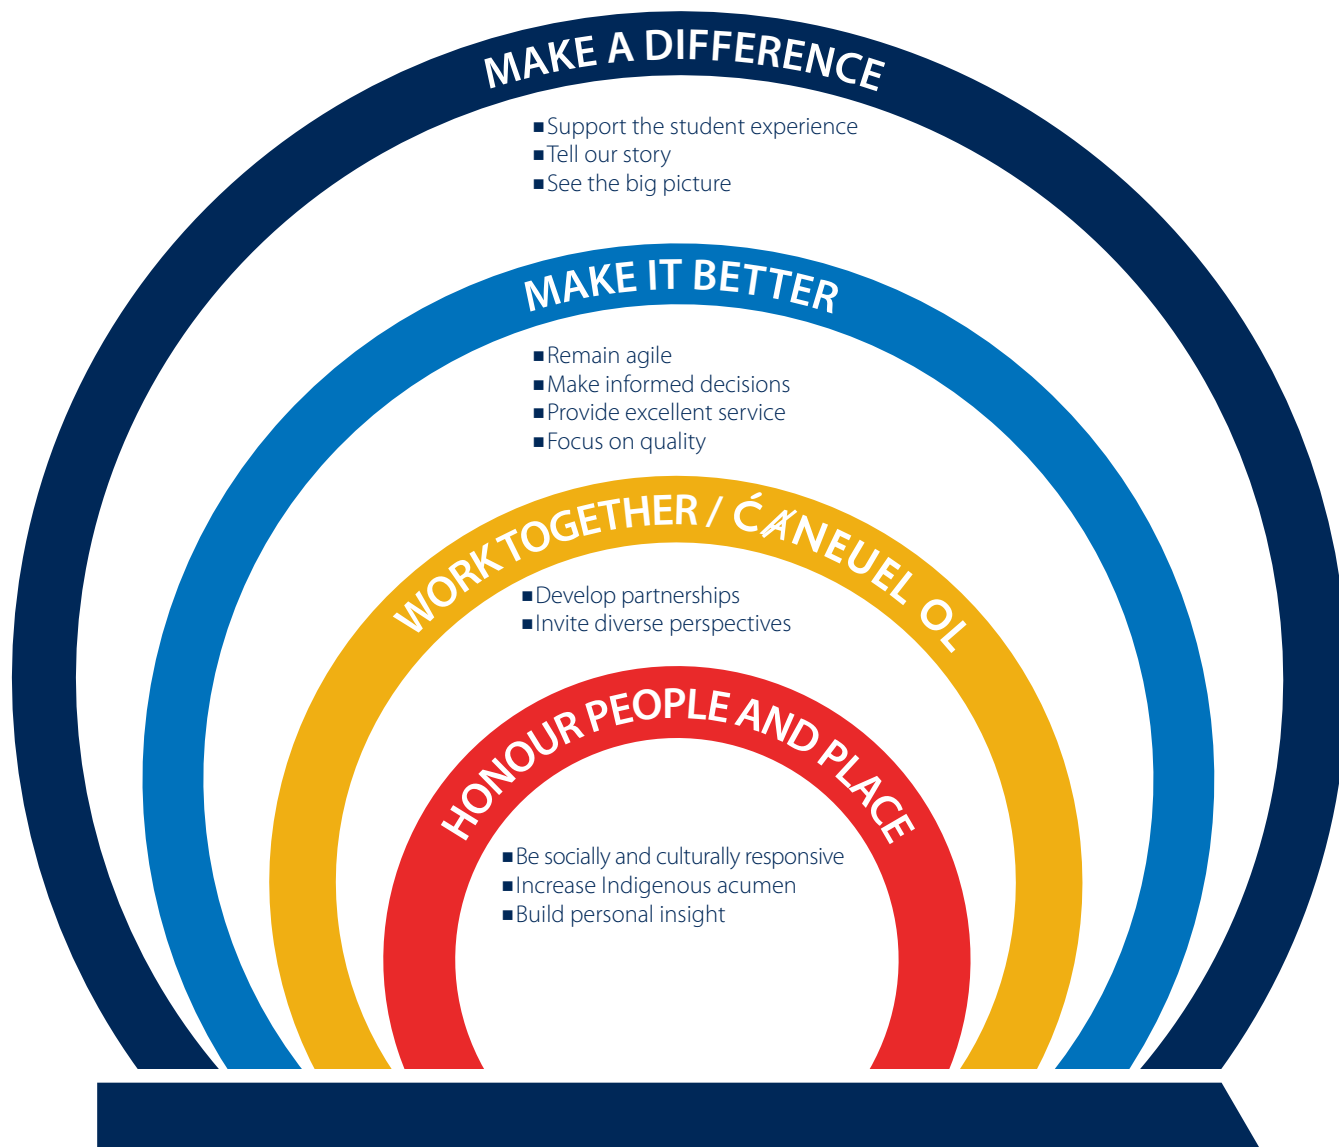 MAKE A DIFFERENCE
■ Support the student experience
■ Tell our story
■ See the big picture
MAKE IT BETTER
■ Remain agile
■ Make informed decisions
■ Provide excellent service
■ Focus on quality
WORK TOGETHER / ĆȺ̸NEUEL OL
■ Develop partnerships
■ Invite diverse perspectives
HONOUR PEOPLE AND PLACE
■ Be socially and culturally responsive
■ Increase Indigenous acumen
■ Build personal insight